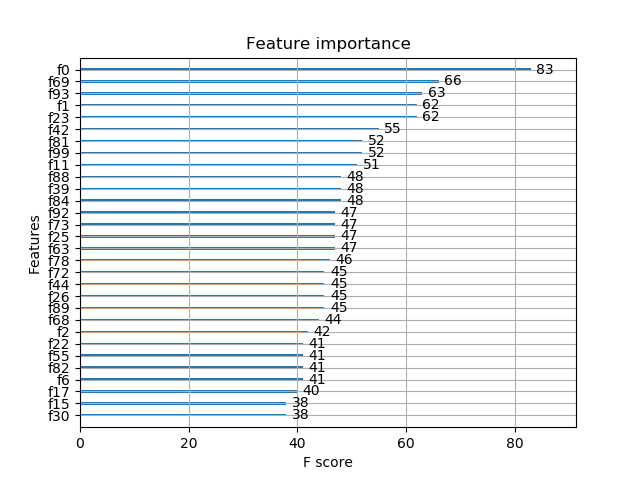 Feature importance
f0 83
f69 66
f93 63
f1 62
f23 62
f42 55
f81 52
f99 52
f11 51
f88 48
f39 48
f84 48
f92 47
f73 47
f25 47
f63 47
f78 46
f72 45
f44 45
f26 45
f89 45
f68 44
f2 42
f22 41
f55 41
f82 41
f6 41
f17 40
f15 38
f30 38
Features
0 20 40 60 80
F score